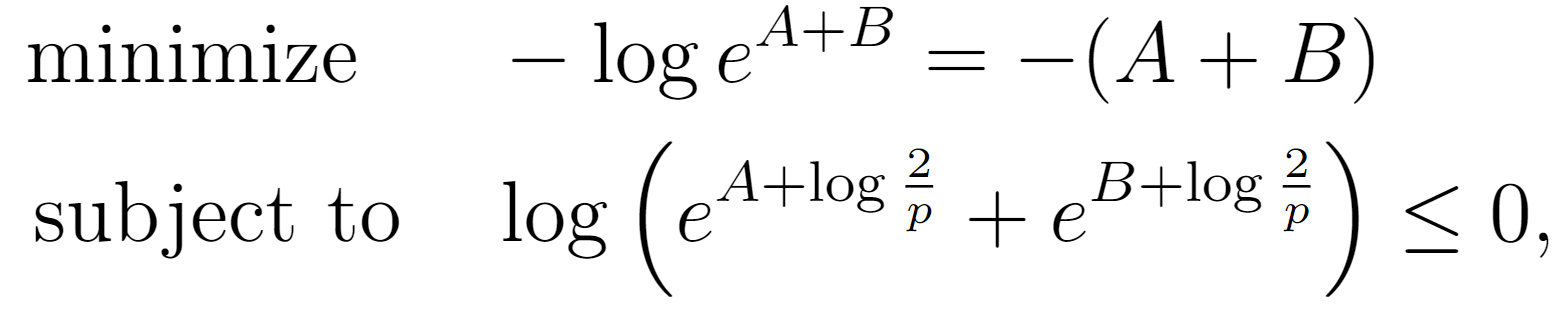 minimize − log e^{A+B} = −(A + B)
subject to log (e^{A+log 2/p} + e^{B+log 2/p}) ≤ 0,